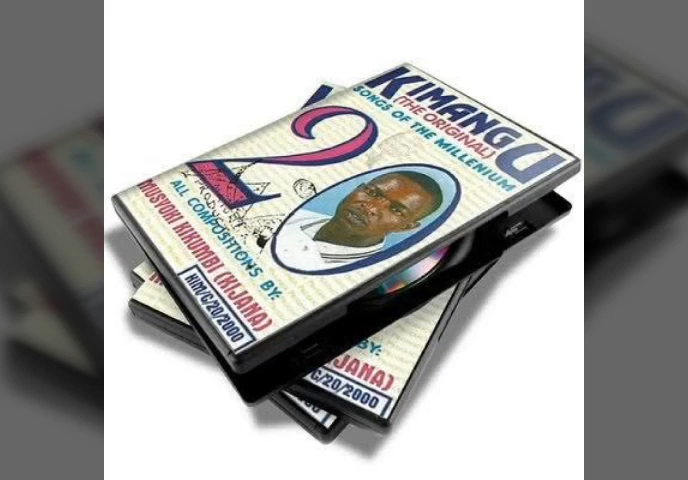 KIMANGU
(THE ORIGINAL)
SONGS OF THE MILLENIUM
20
ALL COMPOSITIONS BY:
MUSYOKI KIKUMBI (KIJANA)
KIM/C/20/2000
BY:
JANA)
C/20/2000